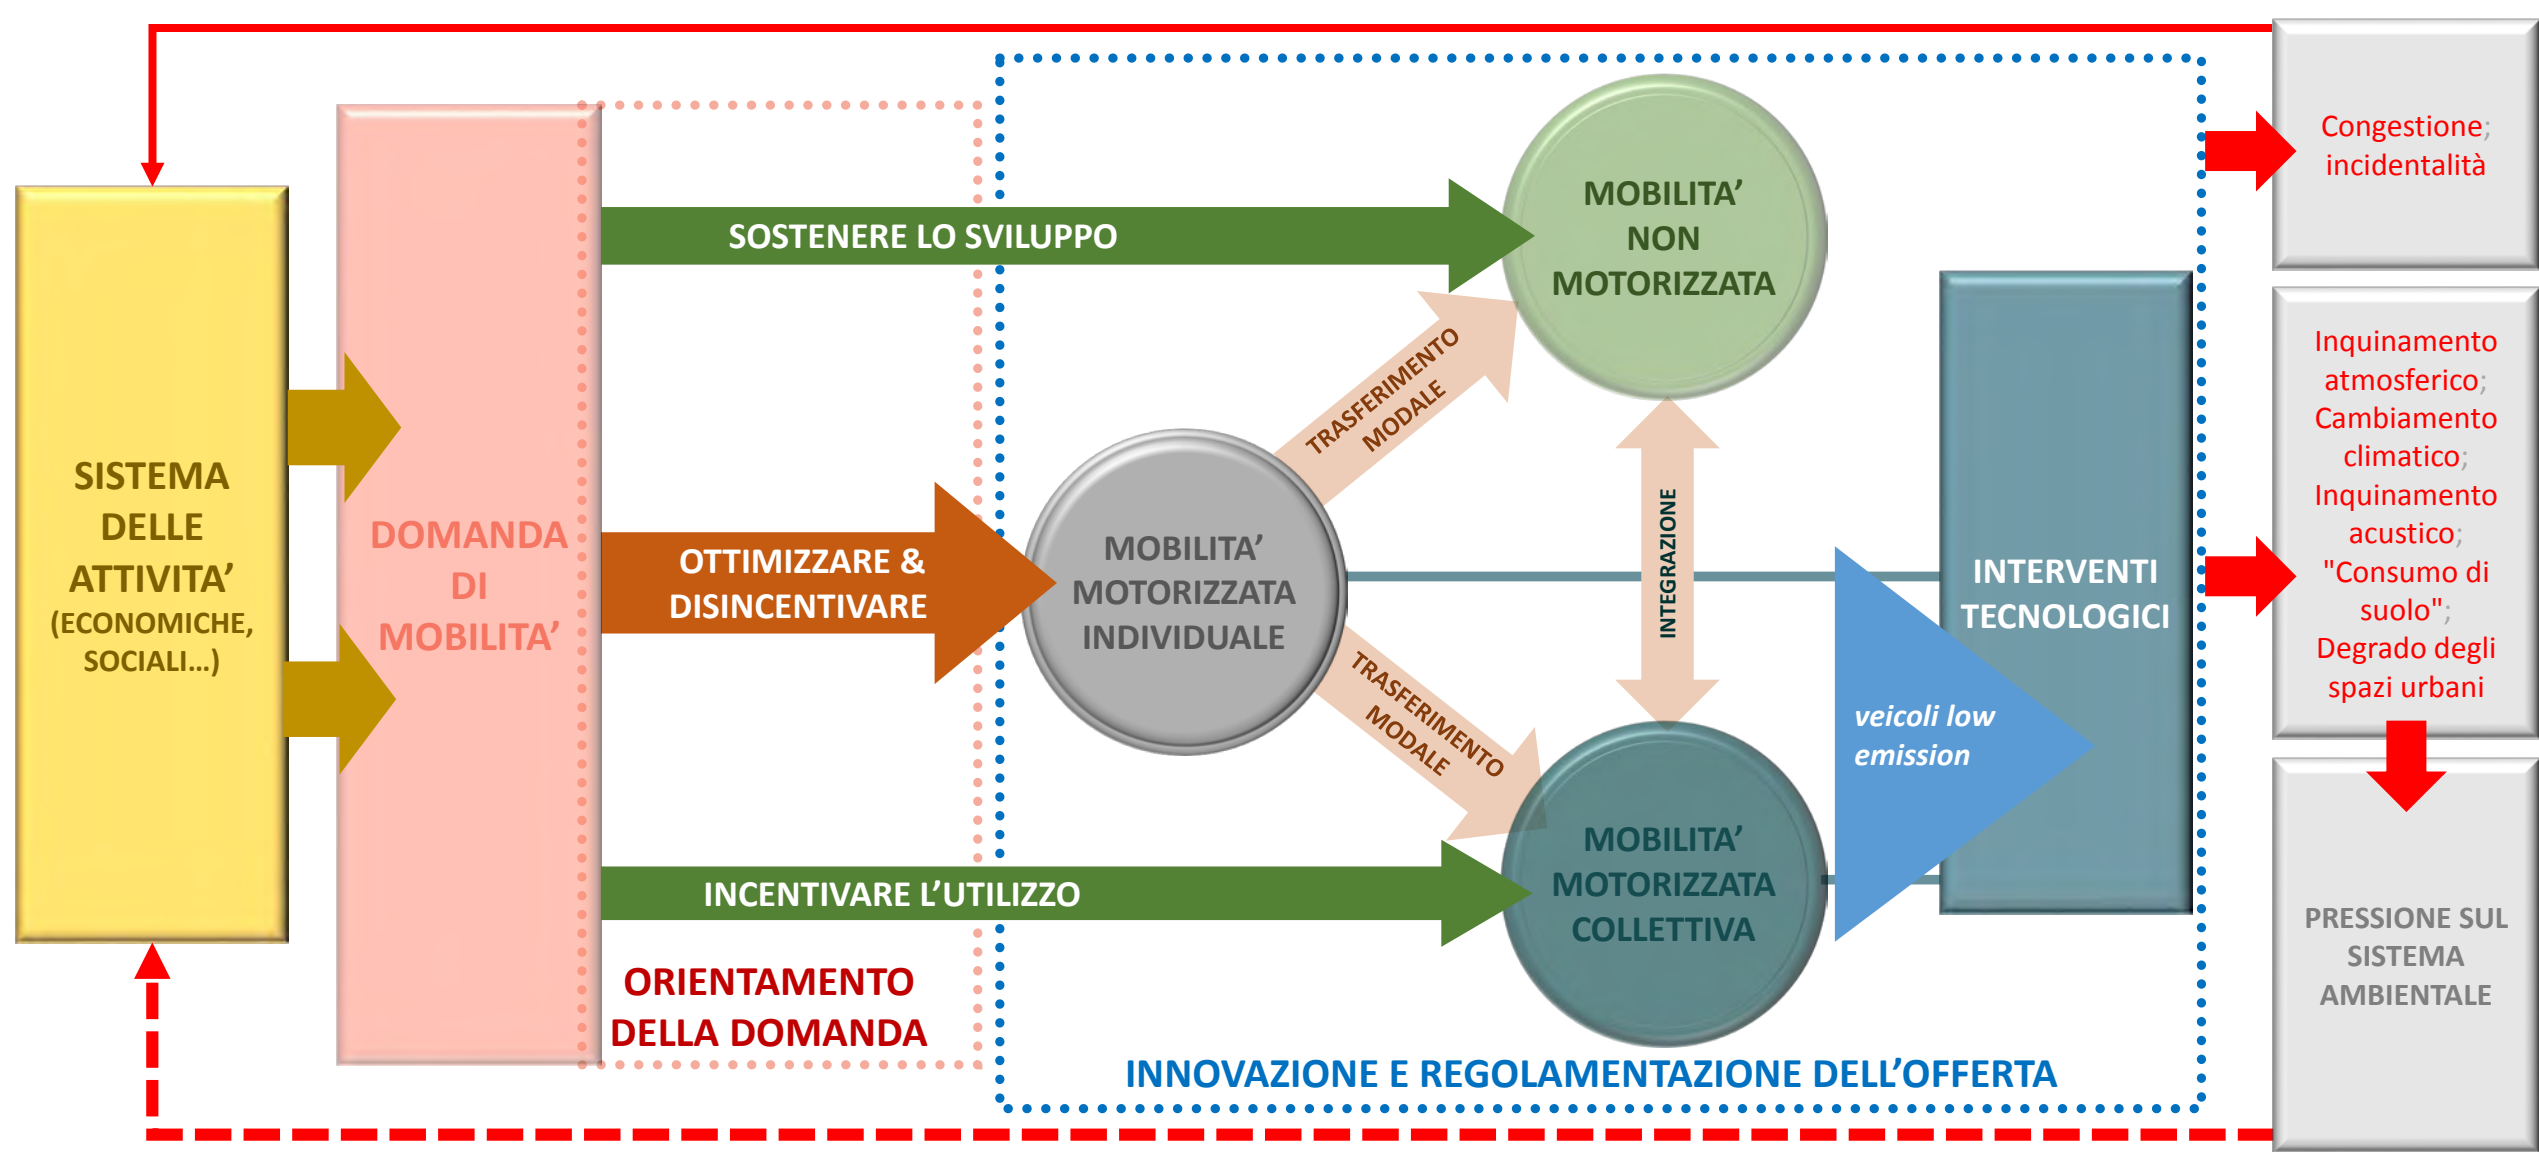 SISTEMA
DELLE
ATTIVITA’
(ECONOMICHE,
SOCIALI…)
DOMANDA
DI
MOBILITA’
SOSTENERE LO SVILUPPO
OTTIMIZZARE &
DISINCENTIVARE
INCENTIVARE L’UTILIZZO
ORIENTAMENTO
DELLA DOMANDA
MOBILITA’
MOTORIZZATA
INDIVIDUALE
TRASFERIMENTO
MODALE
TRASFERIMENTO
MODALE
MOBILITA’
NON
MOTORIZZATA
INTEGRAZIONE
MOBILITA’
MOTORIZZATA
COLLETTIVA
veicoli low
emission
INTERVENTI
TECNOLOGICI
INNOVAZIONE E REGOLAMENTAZIONE DELL’OFFERTA
Congestione;
incidentalità
Inquinamento
atmosferico;
Cambiamento
climatico;
Inquinamento
acustico;
"Consumo di
suolo";
Degrado degli
spazi urbani
PRESSIONE SUL
SISTEMA
AMBIENTALE